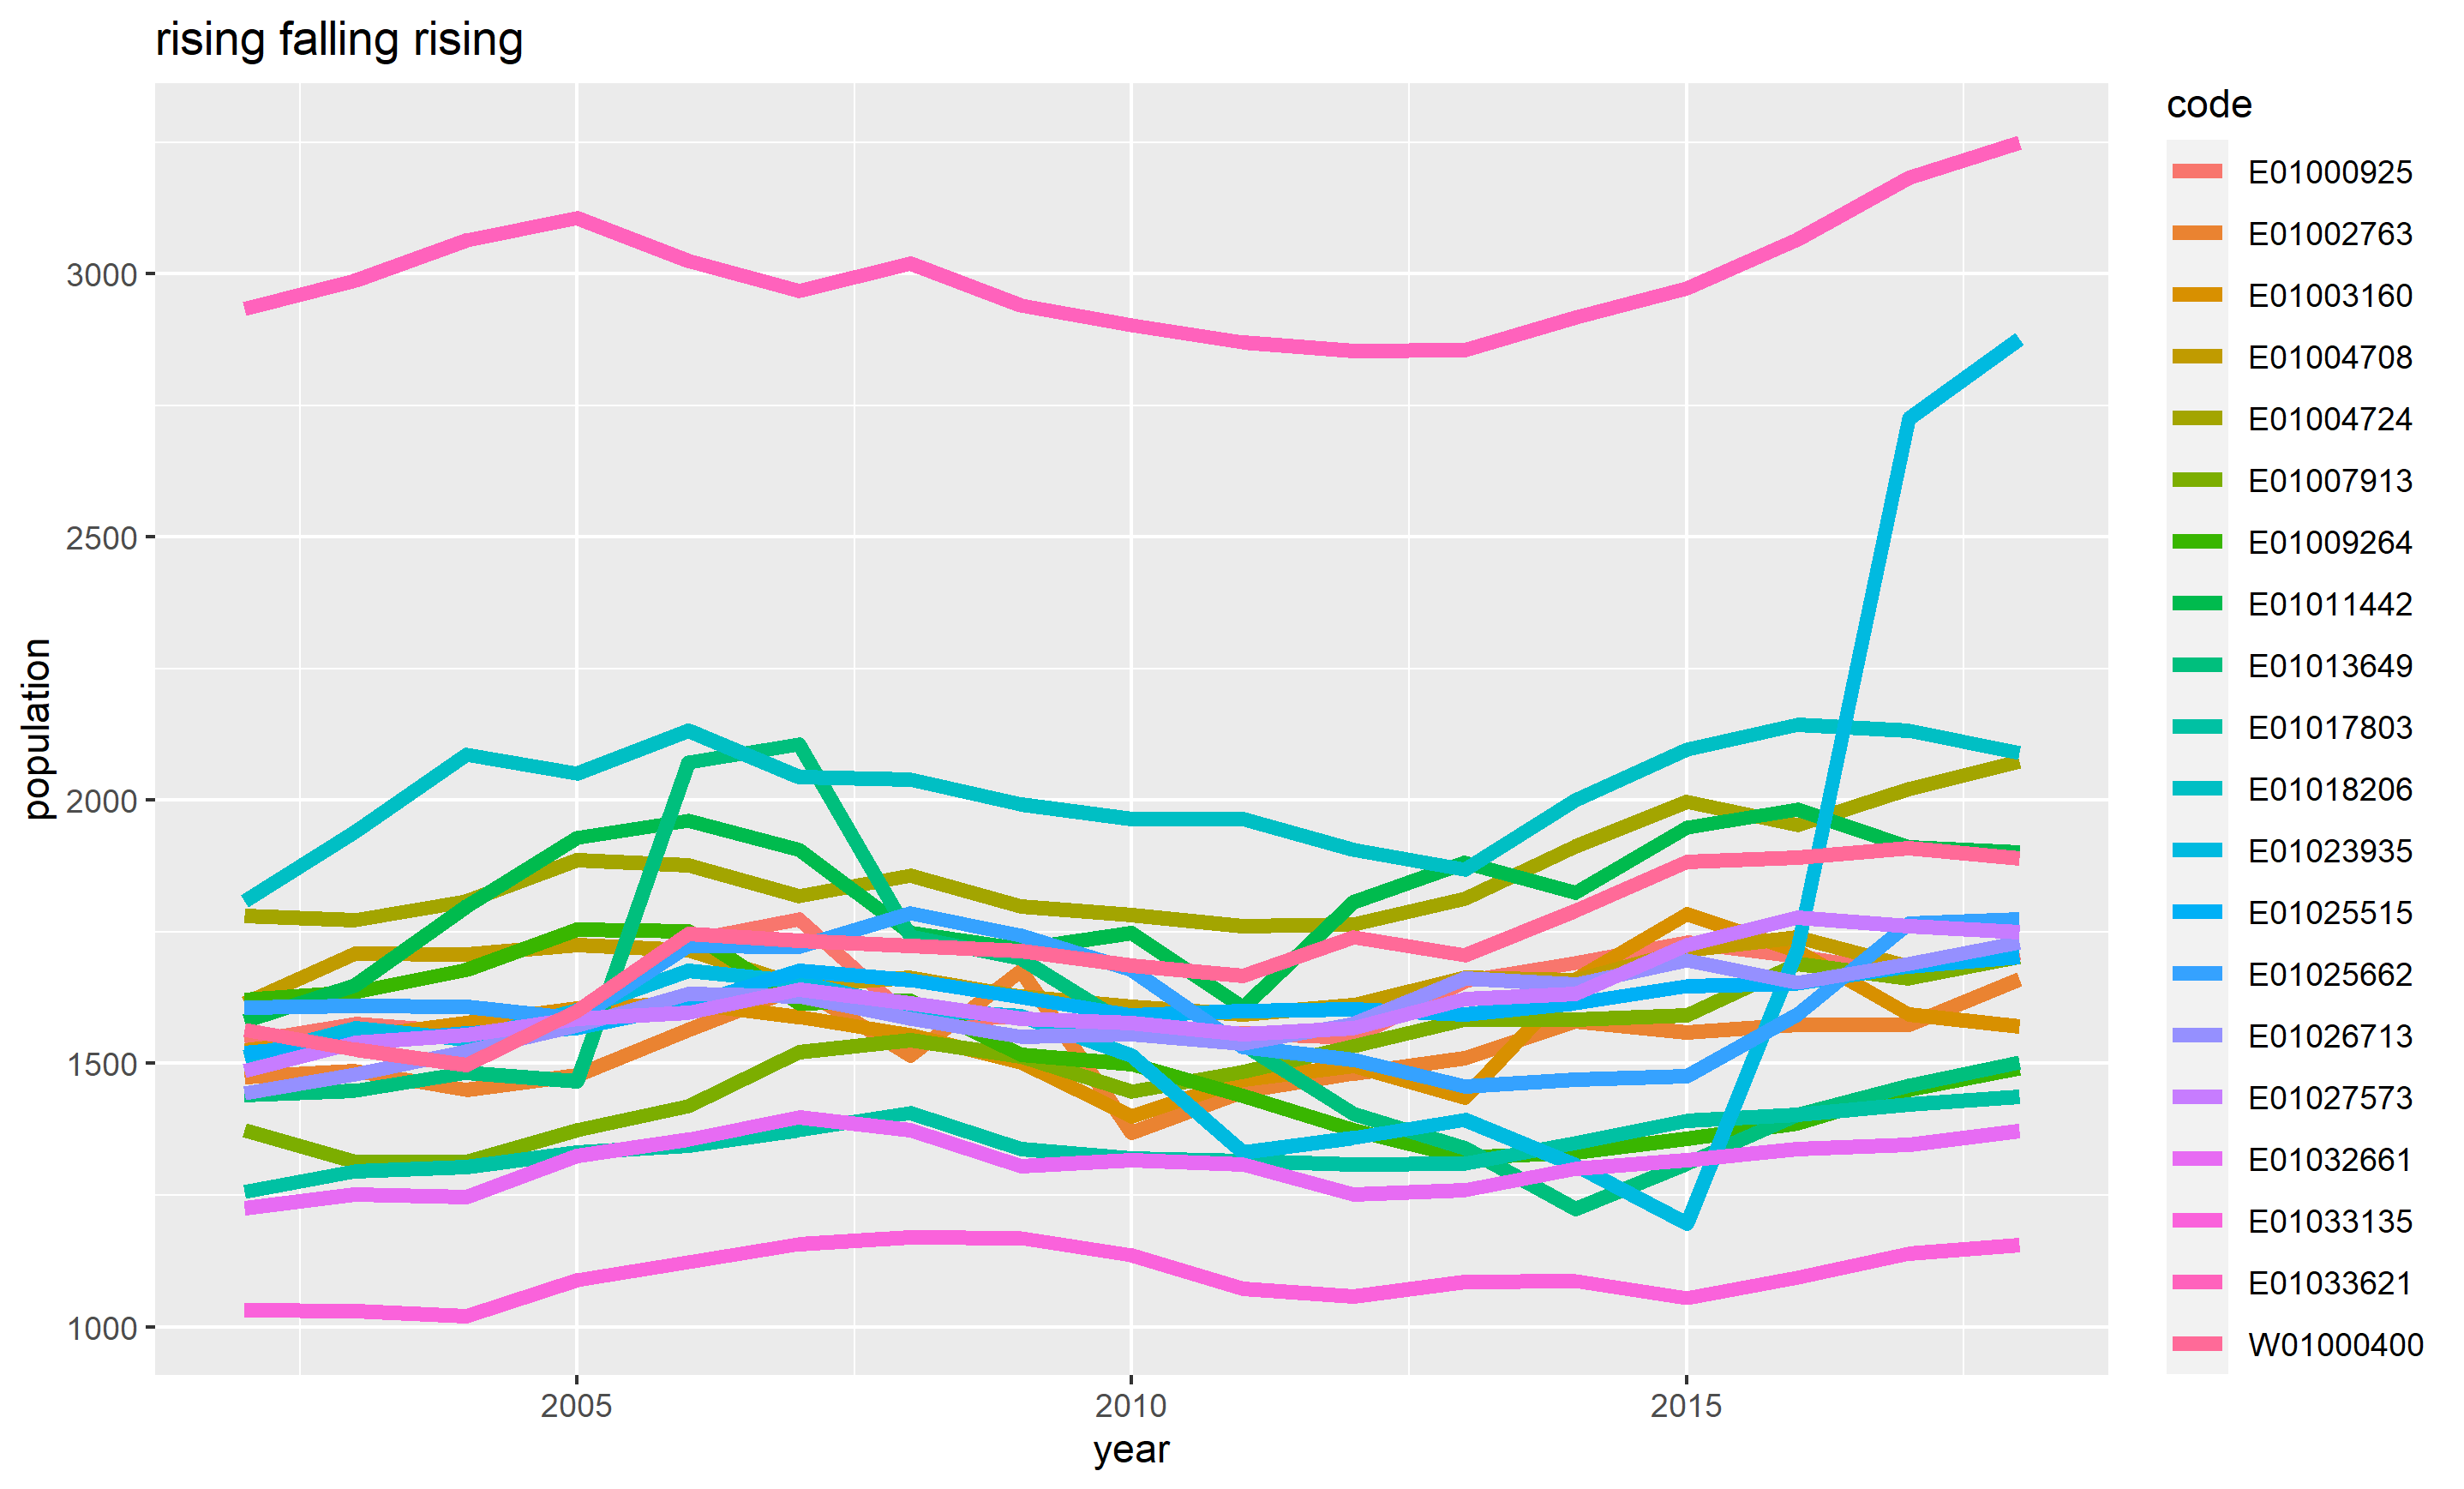 rising falling rising
code
E01000925
E01002763
E01003160
E01004708
E01004724
E01007913
E01009264
E01011442
E01013649
E01017803
E01018206
E01023935
E01025515
E01025662
E01026713
E01027573
E01032661
E01033135
E01033621
W01000400
population
3000
2500
2000
1500
1000
2005
2010
2015
year